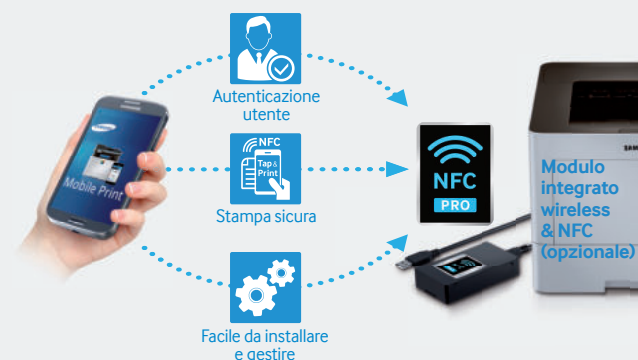 Autenticazione
utente
NFC
Tap &
Print
Stampa sicura
Facile da installare
e gestire
SAMSUNG
Mobile Print
NFC
PRO
Modulo
integrato
wireless
& NFC
(opzionale)